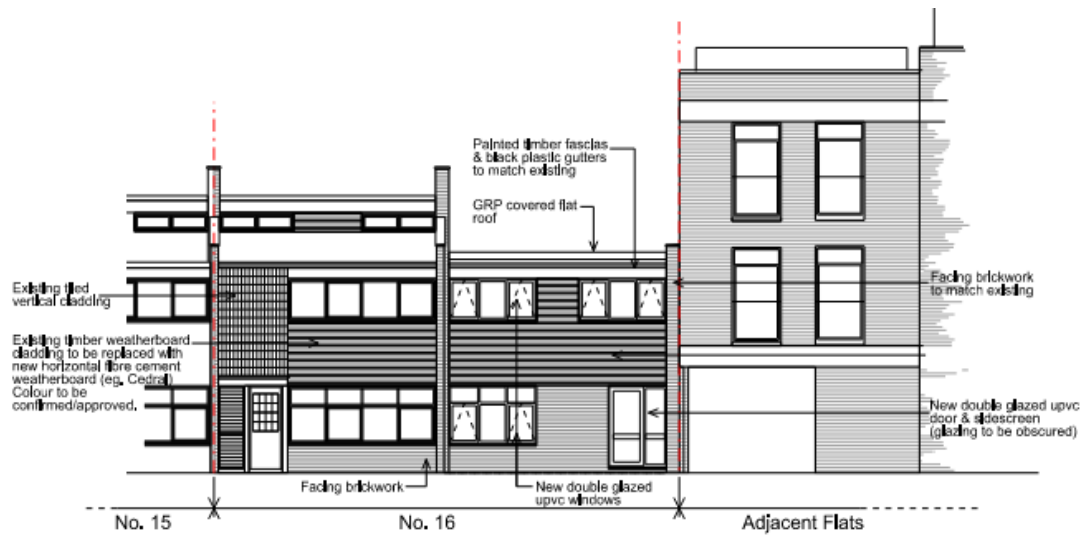 Painted timber fascias
& black plastic gutters
to match existing
GRP covered flat
roof
Existing tiled
vertical cladding
Facing brickwork
to match existing
Existing timber weatherboard
cladding to be replaced with
new horizontal fibre cement
weatherboard (eg. Cedral)
Colour to be
confirmed/approved.
New double glazed upvc
door & sidescreen
(glazing to be obscured)
Facing brickwork
New double glazed
upvc windows
No. 15
No. 16
Adjacent Flats